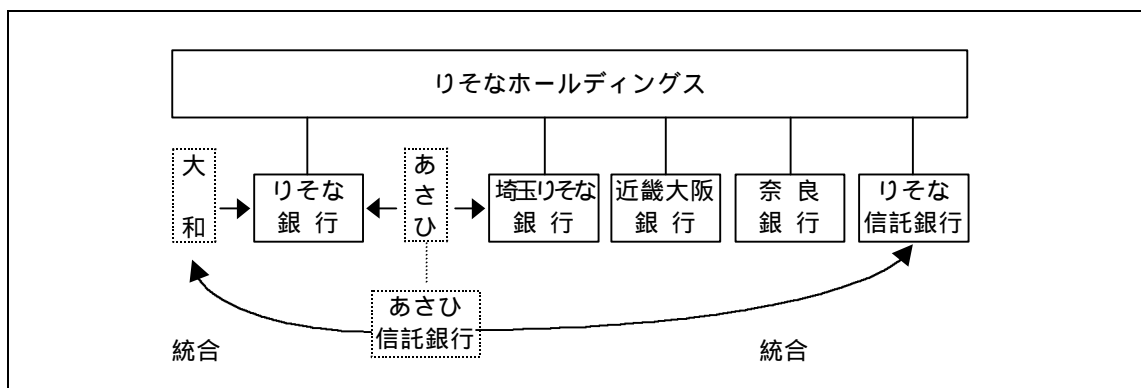 りそなホールディングス
大和
りそな
銀行
あさひ
埼玉りそな
銀行
近畿大阪
銀行
奈良
銀行
りそな
信託銀行
あさひ
信託銀行
統合
統合